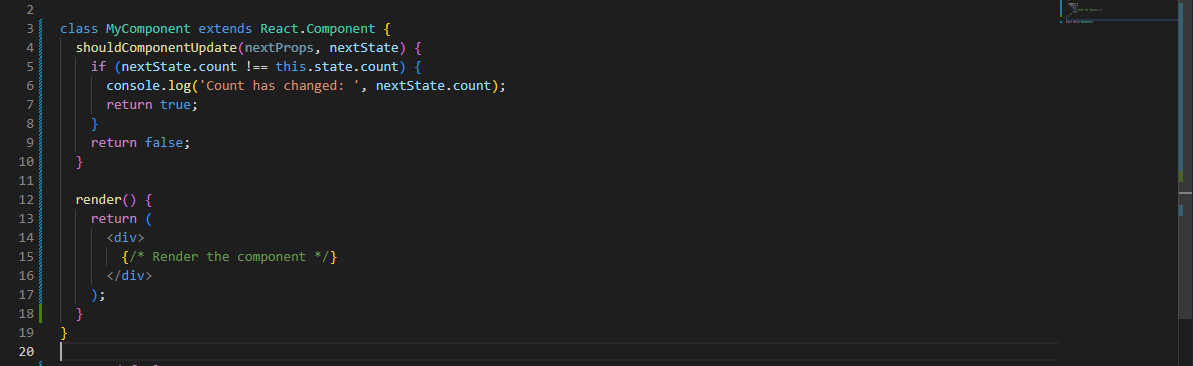 2
3 class MyComponent extends React.Component {
4 shouldComponentUpdate(nextProps, nextState) {
5 if (nextState.count !== this.state.count) {
6 console.log('Count has changed: ', nextState.count);
7 return true;
8 }
9 return false;
10 }
11
12 render() {
13 return (
14 <div>
15 {/* Render the component */}
16 </div>
17 );
18 }
19 }
20